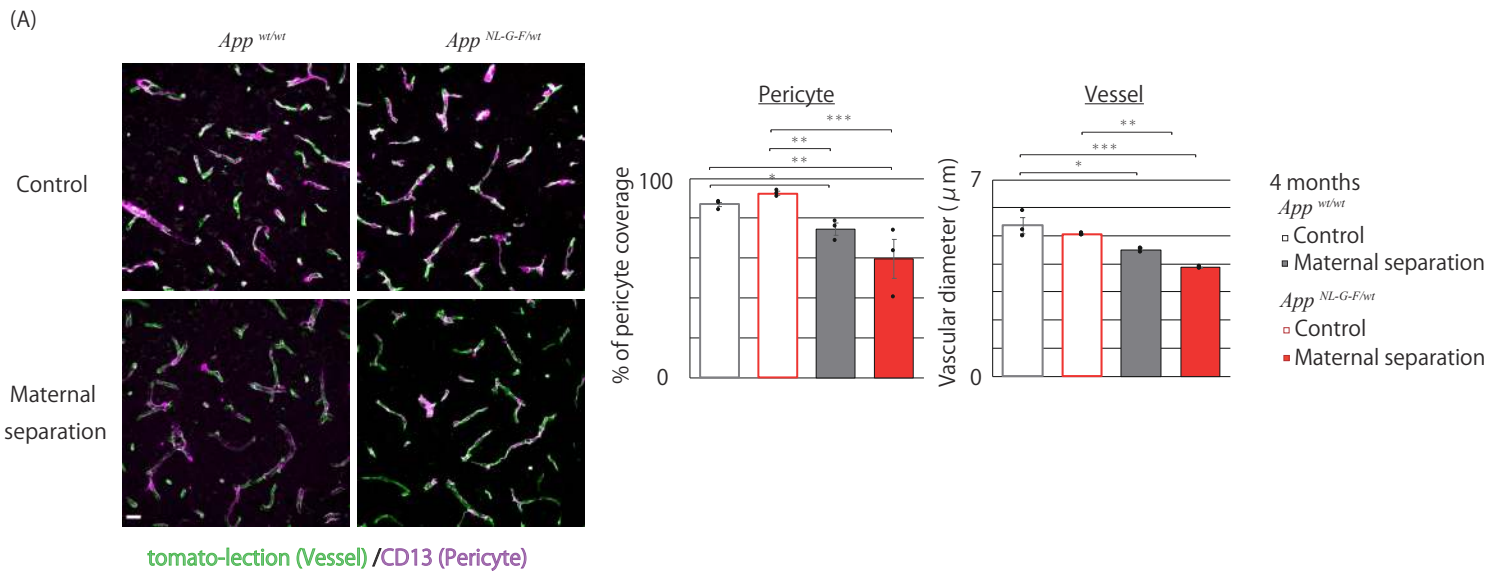 (A)
App wt/wt
App NL-G-F/wt
Control
Maternal
separation
tomato-lection (Vessel) /CD13 (Pericyte)
Pericyte
***
**
**
*
% of pericyte coverage
100
0
Vessel
**
***
*
Vascular diameter (μm)
7
0
4 months
App wt/wt
Control
Maternal separation
App NL-G-F/wt
Control
Maternal separation